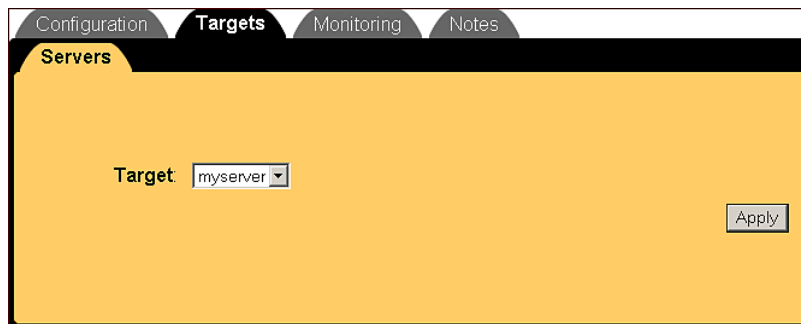 Configuration Targets Monitoring Notes
Servers
Target: myserver
Apply